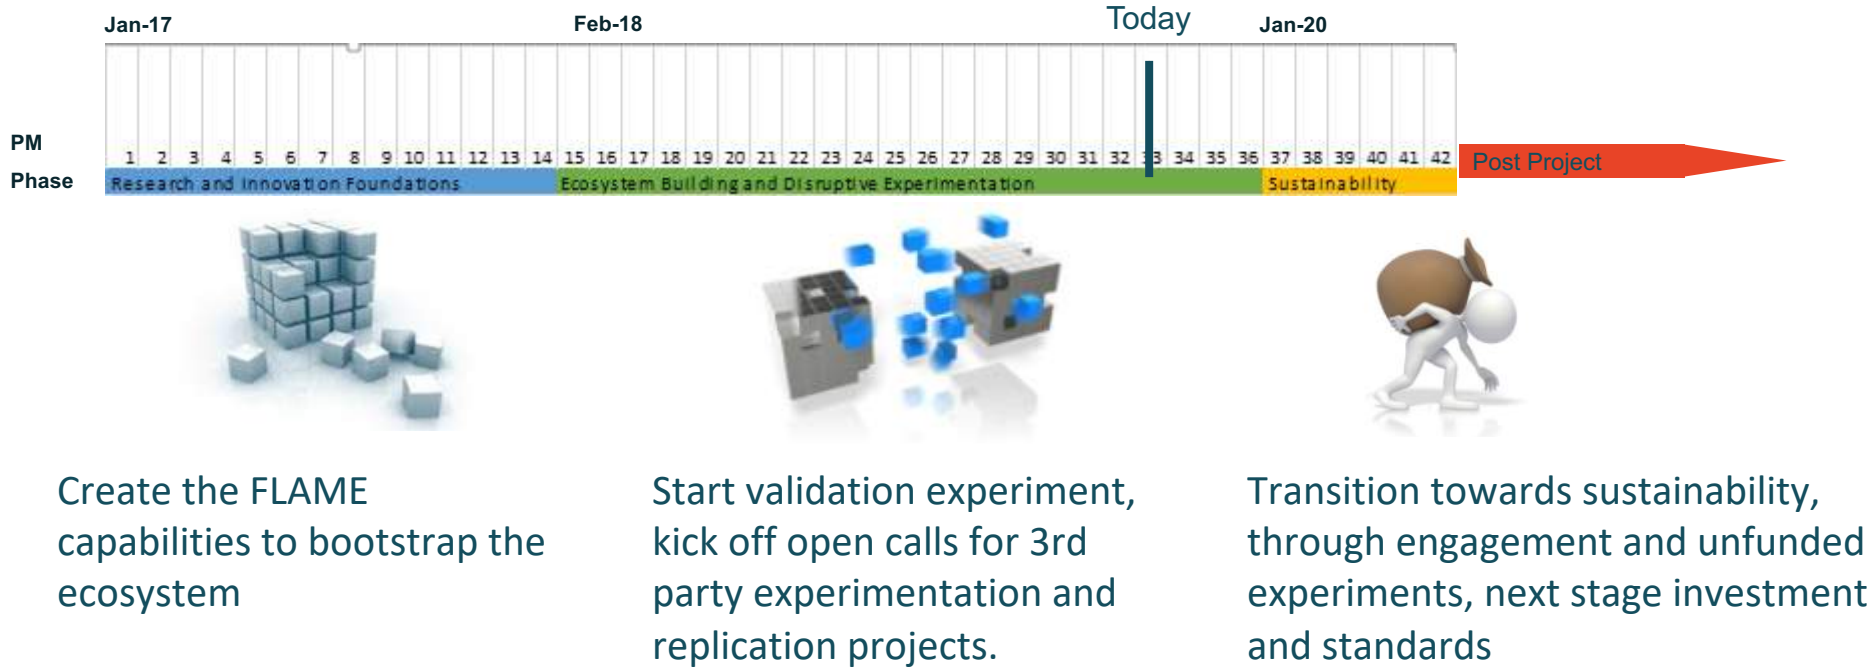 Jan-17 Feb-18 Today Jan-20
PM 1 2 3 4 5 6 7 8 9 10 11 12 13 14 15 16 17 18 19 20 21 22 23 24 25 26 27 28 29 30 31 32 33 34 35 36 37 38 39 40 41 42
Phase Research and Innovation Foundations Ecosystem Building and Disruptive Experimentation Sustainability Post Project
Create the FLAME
capabilities to bootstrap the
ecosystem
Start validation experiment,
kick off open calls for 3rd
party experimentation and
replication projects.
Transition towards sustainability,
through engagement and unfunded
experiments, next stage investment
and standards